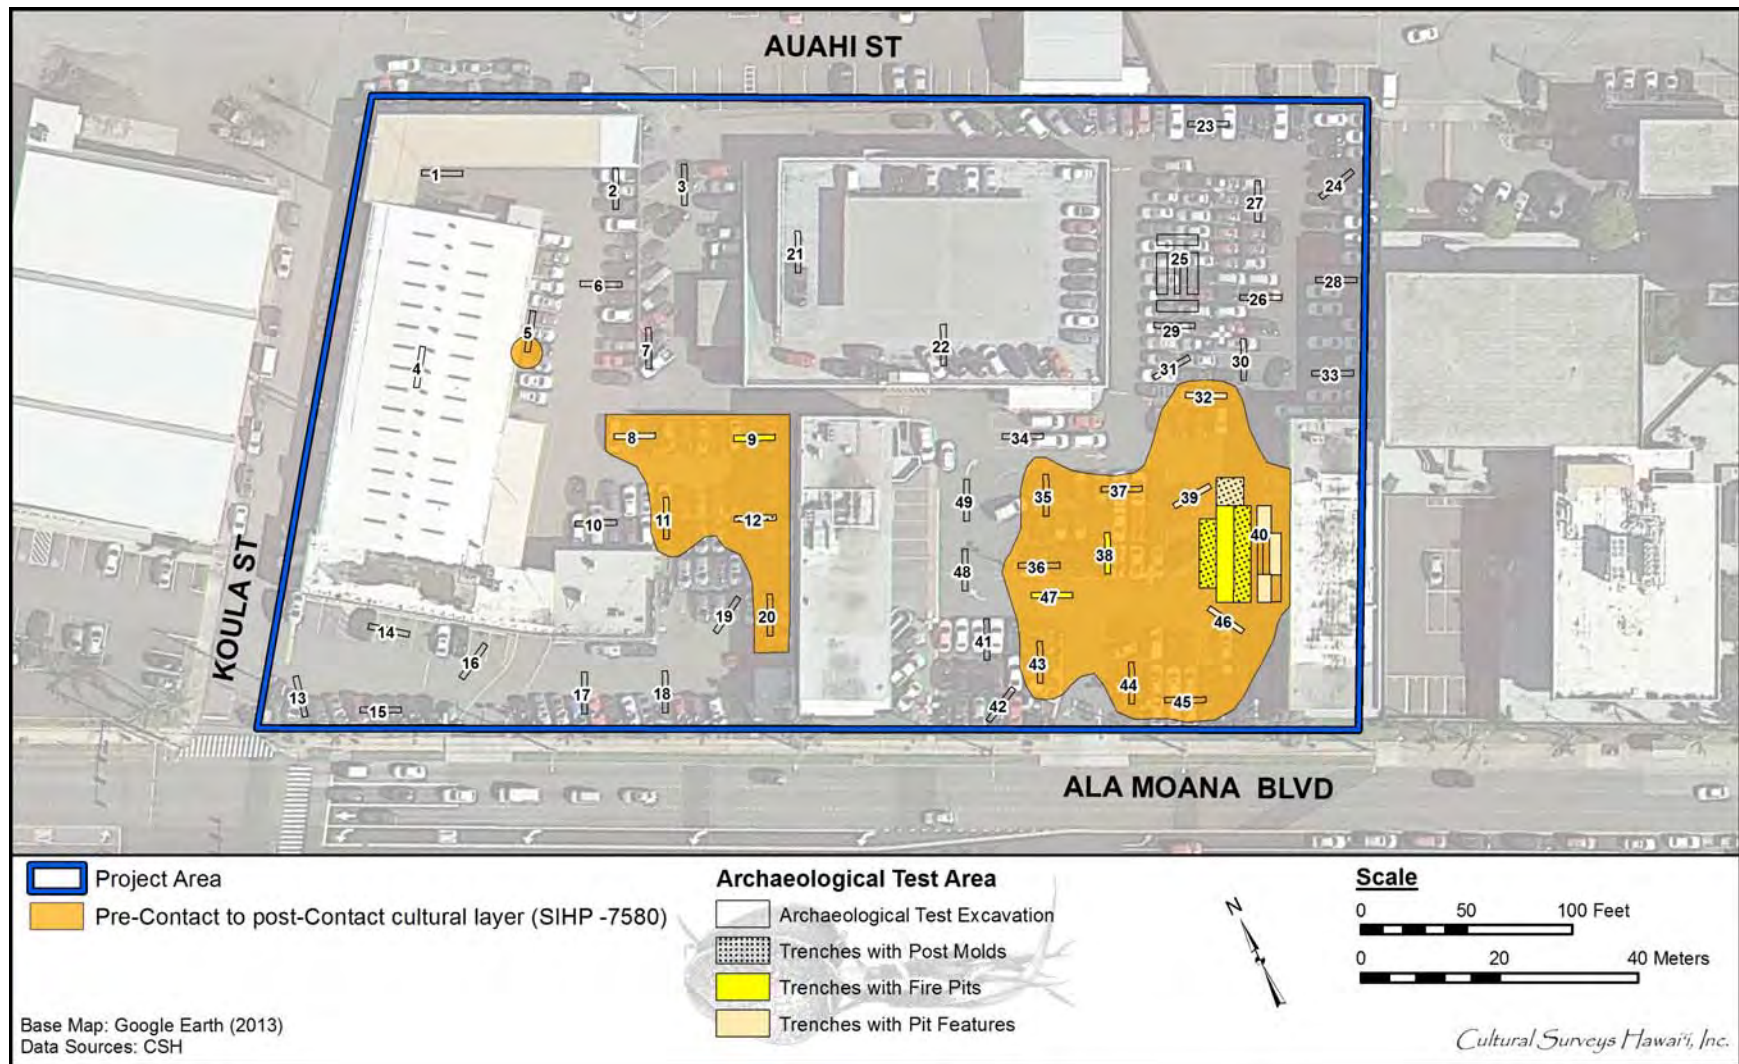 AUAHI ST
23
1
2
3
24
27
21
25
6
28
26
5
29
7
22
4
31
30
33
32
8
9
34
35
37
39
49
11
12
10
38
40
36
48
47
KOULA ST
19
20
46
14
41
16
43
13
17
18
44
15
42
45
ALA MOANA BLVD
Project Area
Pre-Contact to post-Contact cultural layer (SIHP -7580)
Base Map: Google Earth (2013)
Data Sources: CSH
Archaeological Test Area
Archaeological Test Excavation
Trenches with Post Molds
Trenches with Fire Pits
Trenches with Pit Features
N
Scale
0 50 100 Feet
0 20 40 Meters
Cultural Surveys Hawai'i, Inc.